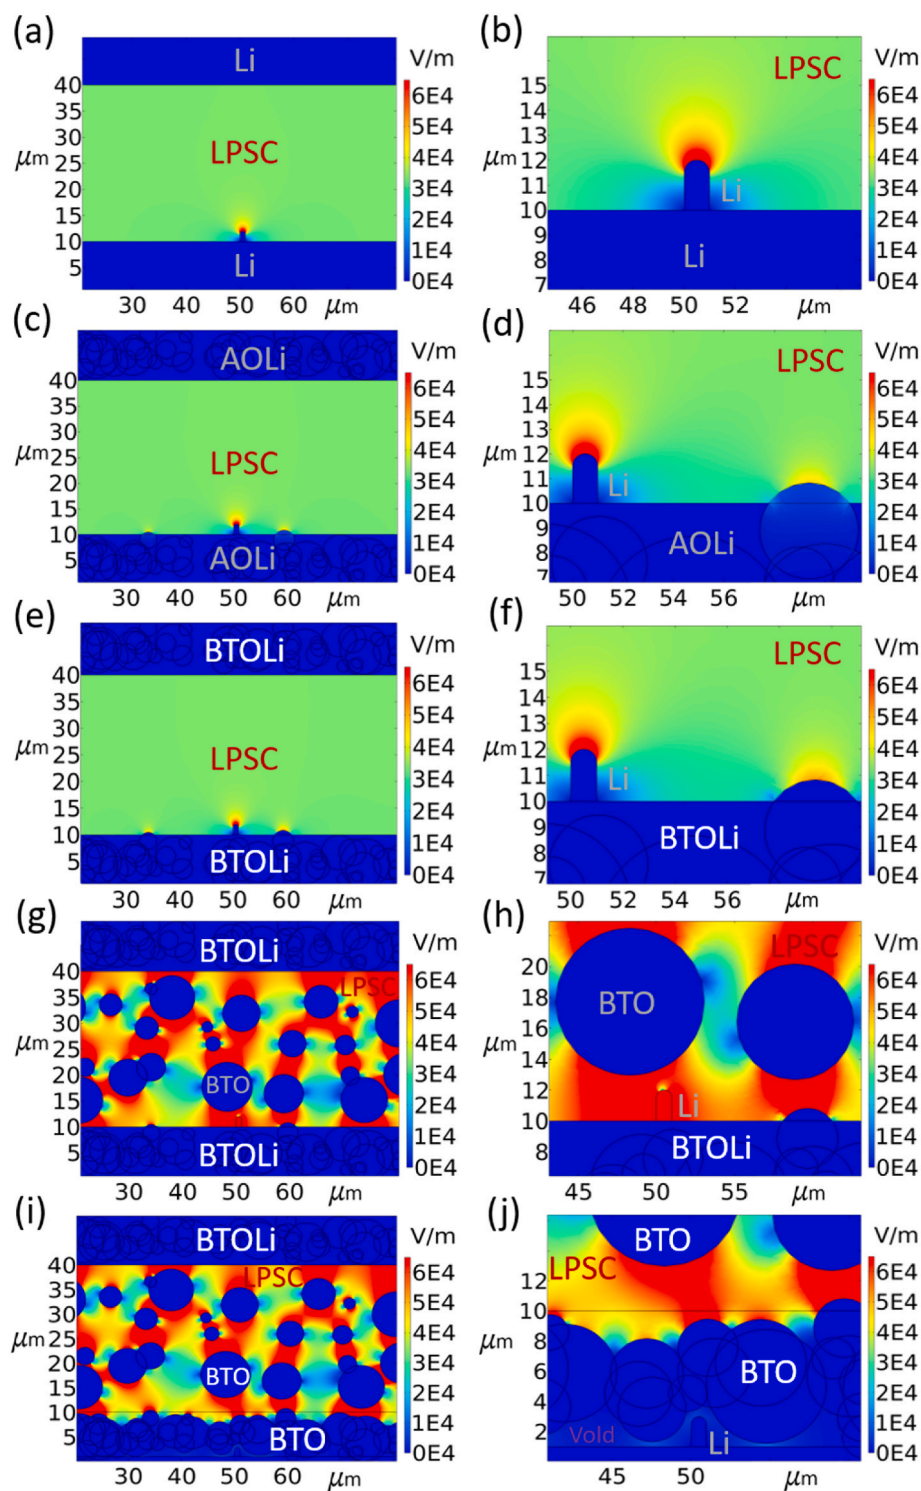 (a)
Li
V/m
40
30
μm
25
20
15
10
5
LPSC
Li
6E4
5E4
4E4
3E4
2E4
1E4
0E4
30 40 50 60 μm
(b)
LPSC
V/m
15
14
13
μm
12
11
10
9
8
7
Li
Li
6E4
5E4
4E4
3E4
2E4
1E4
0E4
46 48 50 52 μm
(c)
AOLi
V/m
40
30
μm
20
10
5
LPSC
AOLi
6E4
5E4
4E4
3E4
2E4
1E4
0E4
30 40 50 60 μm
(d)
LPSC
V/m
15
14
13
μm
12
11
10
9
8
7
Li
AOLi
6E4
5E4
4E4
3E4
2E4
1E4
0E4
50 52 54 56 μm
(e)
BTOLi
V/m
40
30
μm
20
10
5
LPSC
BTOLi
6E4
5E4
4E4
3E4
2E4
1E4
0E4
30 40 50 60 μm
(f)
LPSC
V/m
15
14
13
μm
12
11
10
9
8
7
Li
BTOLi
6E4
5E4
4E4
3E4
2E4
1E4
0E4
50 52 54 56 μm
(g)
BTOLi
V/m
40
35
30
μm
20
15
10
5
LPSC
BTO
BTOLi
6E4
5E4
4E4
3E4
2E4
1E4
0E4
30 40 50 60 μm
(h)
LPSC
V/m
20
18
μm
16
14
12
10
8
BTO
Li
BTOLi
6E4
5E4
4E4
3E4
2E4
1E4
0E4
45 50 55 μm
(i)
BTOLi
V/m
40
35
30
μm
20
15
10
5
LPSC
BTO
BTO
6E4
5E4
4E4
3E4
2E4
1E4
0E4
30 40 50 60 μm
(j)
BTO
V/m
LPSC
12
10
μm
8
6
4
2
BTO
Vold
Li
6E4
5E4
4E4
3E4
2E4
1E4
0E4
45 50 μm